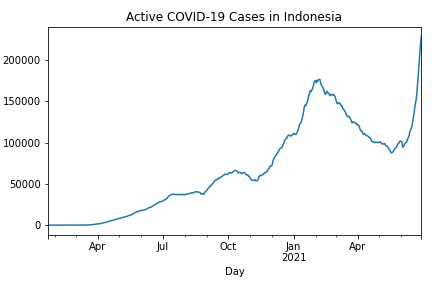 Active COVID-19 Cases in Indonesia
200000
150000
100000
50000
0
Apr Jul Oct Jan Apr
2021
Day